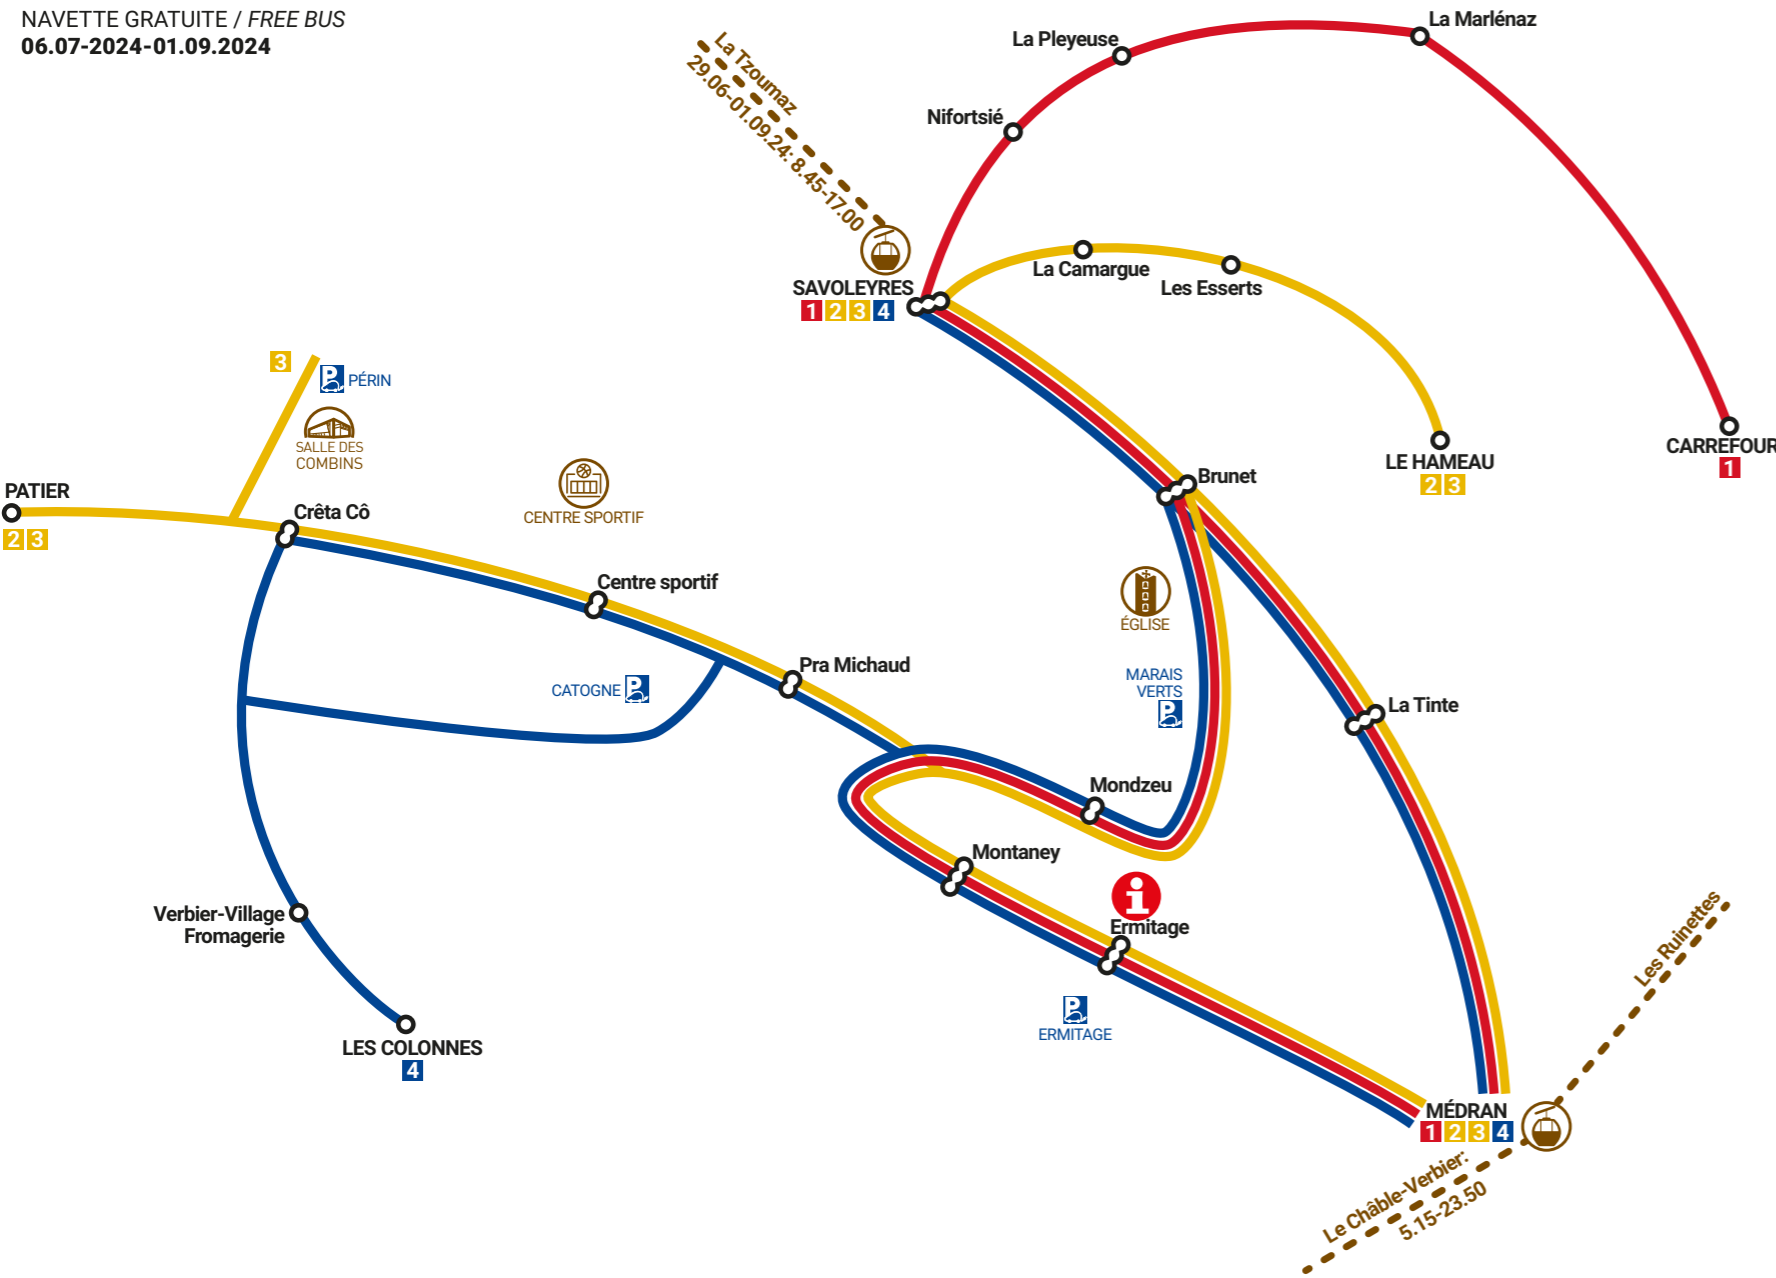 NAVETTE GRATUITE / FREE BUS
06.07-2024-01.09.2024
La Tzoumaz
29.06-01.09.24: 8.45-17.00
La Marlénaz
La Pleyeuse
Nifortsié
La Camargue
Les Esserts
SAVOLEYRES
1 2 3 4
3
P PÉRIN
SALLE DES
COMBINS
CENTRE SPORTIF
PATIER
2 3
Crêta Cô
Centre sportif
Pra Michaud
CATOGNE P
Brunet
LE HAMEAU
2 3
CARREFOUR
1
ÉGLISE
MARAIS
VERTS
P
La Tinte
Mondzeu
Montaney
i
Ermitage
P
ERMITAGE
Verbier-Village
Fromagerie
LES COLONNES
4
Les Ruinettes
MÉDRAN
1 2 3 4
Le Châble-Verbier:
5.15-23.50